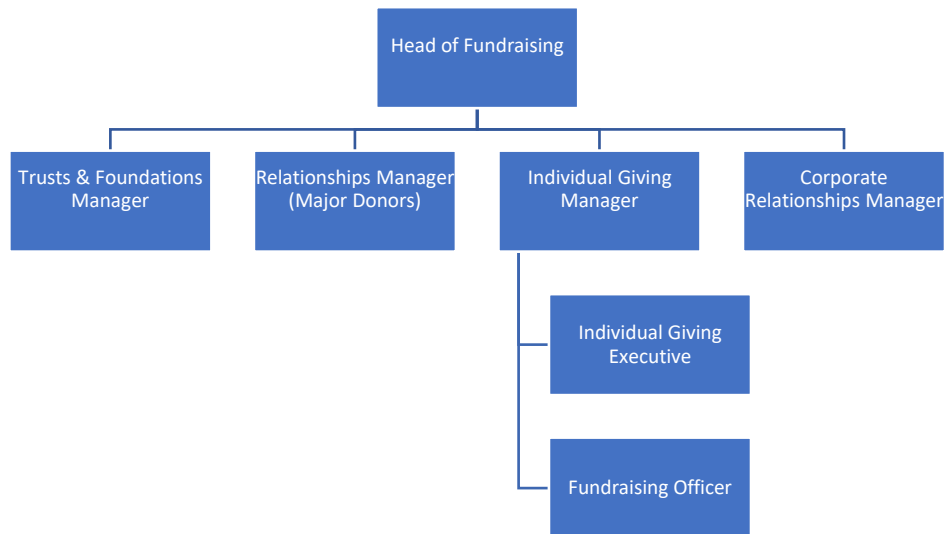 Head of Fundraising
Trusts & Foundations
Manager
Relationships Manager
(Major Donors)
Individual Giving
Manager
Corporate
Relationships Manager
Individual Giving
Executive
Fundraising Officer